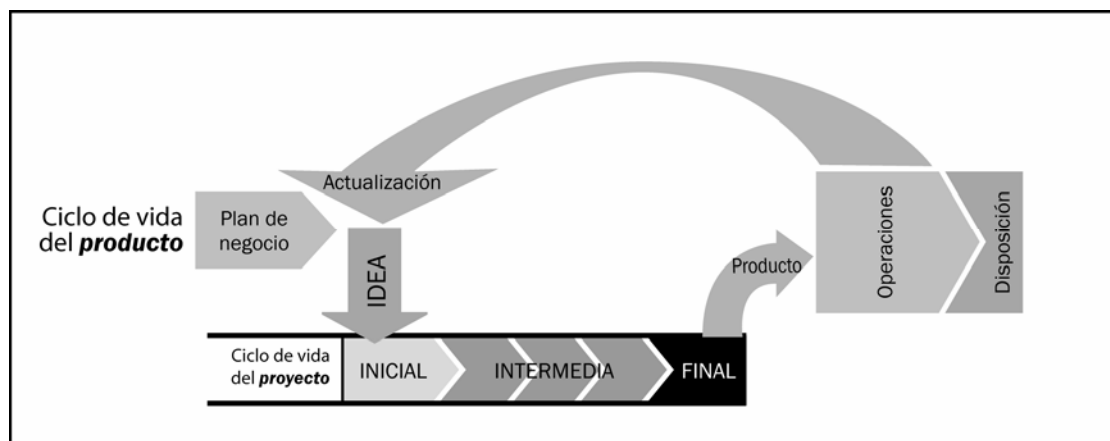 Actualización
Ciclo de vida
del producto
Plan de
negocio
IDEA
Producto
Operaciones
Disposición
Ciclo de vida
del proyecto
INICIAL
INTERMEDIA
FINAL